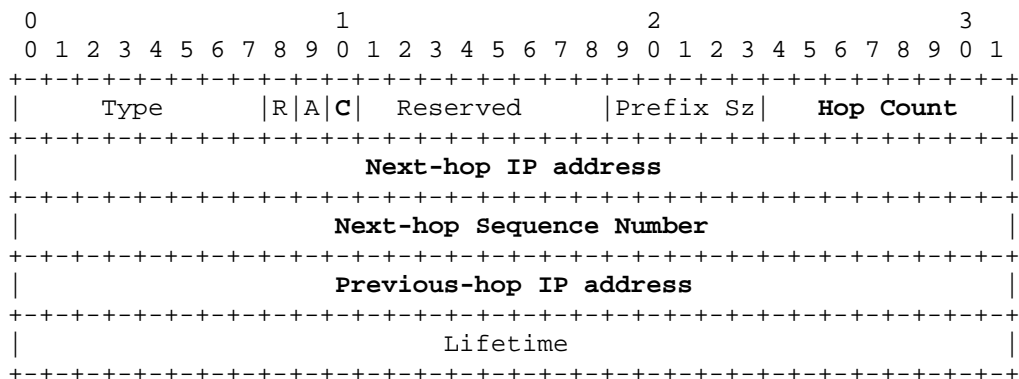 0                   1                   2                   3
0 1 2 3 4 5 6 7 8 9 0 1 2 3 4 5 6 7 8 9 0 1 2 3 4 5 6 7 8 9 0 1
+-+-+-+-+-+-+-+-+-+-+-+-+-+-+-+-+-+-+-+-+-+-+-+-+-+-+-+-+-+-+-+-+
|     Type      |R|A|C|  Reserved     |Prefix Sz|   Hop Count   |
+-+-+-+-+-+-+-+-+-+-+-+-+-+-+-+-+-+-+-+-+-+-+-+-+-+-+-+-+-+-+-+-+
|                      Next-hop IP address                      |
+-+-+-+-+-+-+-+-+-+-+-+-+-+-+-+-+-+-+-+-+-+-+-+-+-+-+-+-+-+-+-+-+
|                    Next-hop Sequence Number                   |
+-+-+-+-+-+-+-+-+-+-+-+-+-+-+-+-+-+-+-+-+-+-+-+-+-+-+-+-+-+-+-+-+
|                    Previous-hop IP address                    |
+-+-+-+-+-+-+-+-+-+-+-+-+-+-+-+-+-+-+-+-+-+-+-+-+-+-+-+-+-+-+-+-+
|                           Lifetime                            |
+-+-+-+-+-+-+-+-+-+-+-+-+-+-+-+-+-+-+-+-+-+-+-+-+-+-+-+-+-+-+-+-+